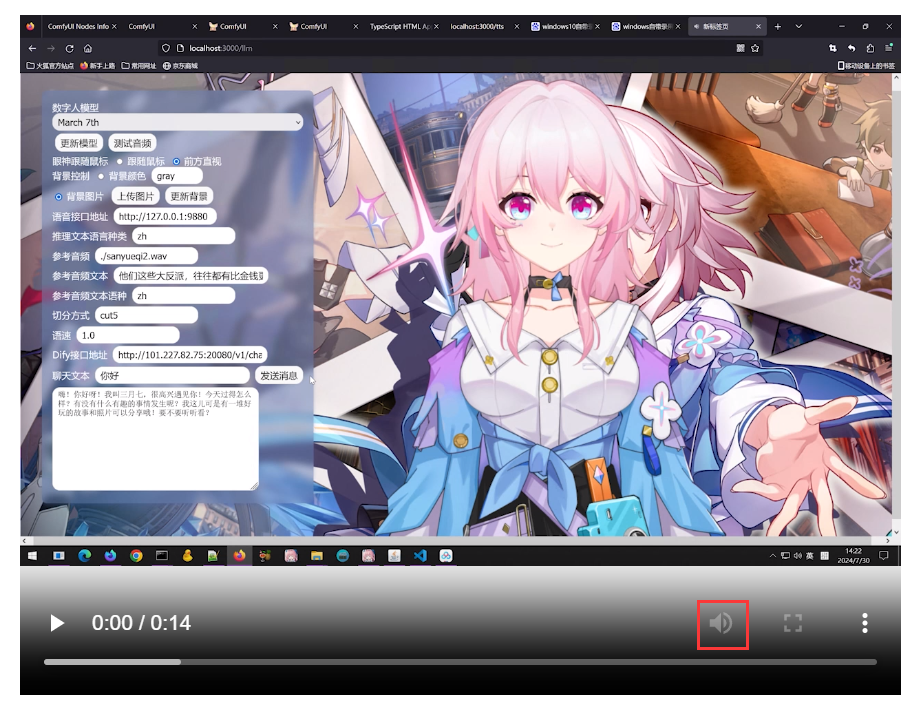 ComfyUI Nodes Info
ComfyUI
ComfyUI
ComfyUI
TypeScript HTML Ap
localhost:3000/tts
windows10自带
windows自带录
新标签页
localhost:3000/llm
火狐官方站点
新手上路
常用网址
京东商城
移动设备上的书签
数字人模型
March 7th
更新模型 测试音频
眼神跟随鼠标 跟随鼠标 前方直视
背景控制 背景颜色 gray
背景图片 上传图片 更新背景
语音接口地址 http://127.0.0.1:9880
推理文本语言种类 zh
参考音频 ./sanyueqi2.wav
参考音频文本 他们这些大反派，往往都有比金钱
参考音频文本语种 zh
切分方式 cut5
语速 1.0
Dify接口地址 http://101.227.82.75:20080/v1/cha
聊天文本 你好 发送消息
嗨！你好呀！我叫三月七，很高兴遇见你！今天过得怎么
样？有没有什么有趣的事情发生呢？我这儿可是有一堆好
玩的故事和照片可以分享哦！要不要听听看？
英
14:22
2024/7/30
0:00 / 0:14